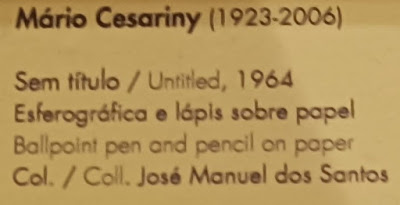 Mário Cesariny (1923-2006)
Sem título / Untitled, 1964
Esferográfica e lápis sobre papel
Ballpoint pen and pencil on paper
Col. / Coll. José Manuel dos Santos